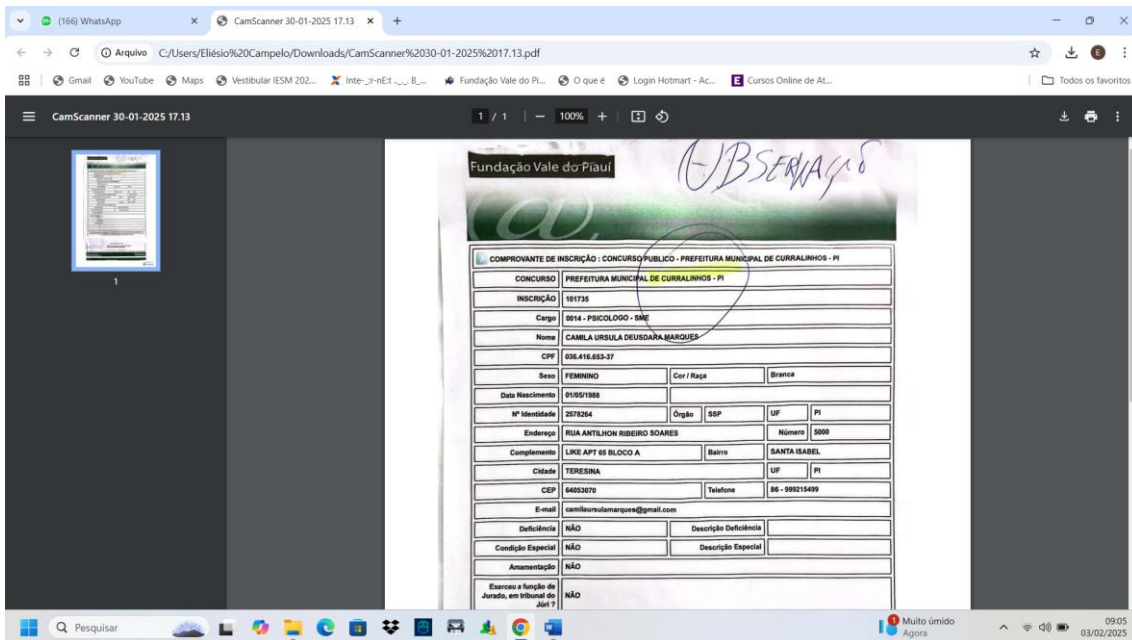 (166) WhatsApp
CamScanner 30-01-2025 17.13
Arquivo C:/Users/Eliésio%20Campelo/Downloads/CamScanner%2030-01-2025%2017.13.pdf
Gmail YouTube Maps Vestibular IESM 202... Fundação Vale do Pi... O que é Login Hotmart - Ac... Cursos Online de At... Todos os favoritos
CamScanner 30-01-2025 17.13 1 / 1 100%
1
Fundação Vale do Piauí
COMPROVANTE DE INSCRIÇÃO : CONCURSO PUBLICO - PREFEITURA MUNICIPAL DE CURRALINHOS - PI
CONCURSO PREFEITURA MUNICIPAL DE CURRALINHOS - PI
INSCRIÇÃO 101735
Cargo 0014 - PSICOLOGO - SME
Nome CAMILA URSULA DEUSDARA MARQUES
CPF 036.416.653-37
Sexo FEMININO Cor / Raça Branca
Data Nascimento 01/05/1988
Nº Identidade 2578264 Órgão SSP UF PI
Endereço RUA ANTILHON RIBEIRO SOARES Número 5000
Complemento LIKE APT 65 BLOCO A Bairro SANTA ISABEL
Cidade TERESINA UF PI
CEP 64053070 Telefone 86 - 999215499
E-mail camilaursulamarques@gmail.com
Deficiência NÃO Descrição Deficiência
Condição Especial NÃO Descrição Especial
Amamentação NÃO
Exerceu a função de
Jurado, em tribunal do NÃO
Júri ?
Pesquisar
Muito úmido
Agora
09:05
03/02/2025